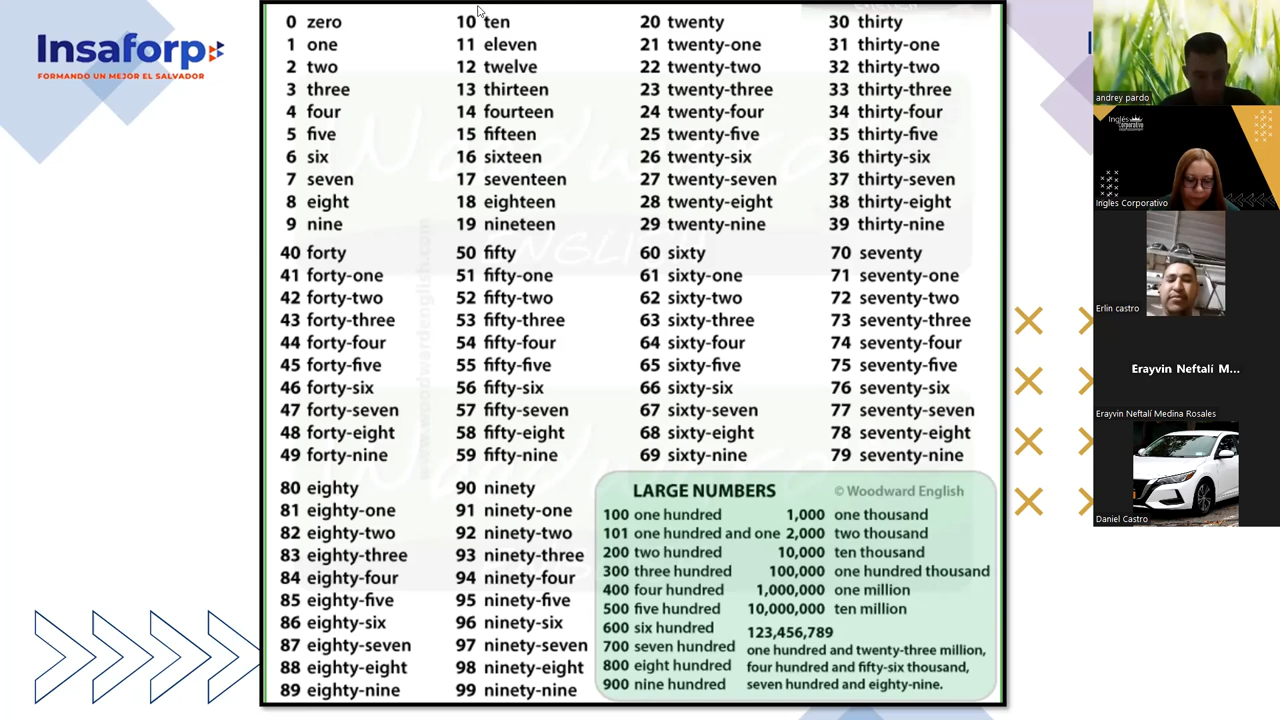 Insaforp
FORMANDO UN MEJOR EL SALVADOR
0 zero
1 one
2 two
3 three
4 four
5 five
6 six
7 seven
8 eight
9 nine
10 ten
11 eleven
12 twelve
13 thirteen
14 fourteen
15 fifteen
16 sixteen
17 seventeen
18 eighteen
19 nineteen
20 twenty
21 twenty-one
22 twenty-two
23 twenty-three
24 twenty-four
25 twenty-five
26 twenty-six
27 twenty-seven
28 twenty-eight
29 twenty-nine
30 thirty
31 thirty-one
32 thirty-two
33 thirty-three
34 thirty-four
35 thirty-five
36 thirty-six
37 thirty-seven
38 thirty-eight
39 thirty-nine
40 forty
41 forty-one
42 forty-two
43 forty-three
44 forty-four
45 forty-five
46 forty-six
47 forty-seven
48 forty-eight
49 forty-nine
50 fifty
51 fifty-one
52 fifty-two
53 fifty-three
54 fifty-four
55 fifty-five
56 fifty-six
57 fifty-seven
58 fifty-eight
59 fifty-nine
60 sixty
61 sixty-one
62 sixty-two
63 sixty-three
64 sixty-four
65 sixty-five
66 sixty-six
67 sixty-seven
68 sixty-eight
69 sixty-nine
70 seventy
71 seventy-one
72 seventy-two
73 seventy-three
74 seventy-four
75 seventy-five
76 seventy-six
77 seventy-seven
78 seventy-eight
79 seventy-nine
80 eighty
81 eighty-one
82 eighty-two
83 eighty-three
84 eighty-four
85 eighty-five
86 eighty-six
87 eighty-seven
88 eighty-eight
89 eighty-nine
90 ninety
91 ninety-one
92 ninety-two
93 ninety-three
94 ninety-four
95 ninety-five
96 ninety-six
97 ninety-seven
98 ninety-eight
99 ninety-nine
LARGE NUMBERS
© Woodward English
100 one hundred
101 one hundred and one
200 two hundred
300 three hundred
400 four hundred
500 five hundred
600 six hundred
700 seven hundred
800 eight hundred
900 nine hundred
1,000 one thousand
2,000 two thousand
10,000 ten thousand
100,000 one hundred thousand
1,000,000 one million
10,000,000 ten million
123,456,789
one hundred and twenty-three million,
four hundred and fifty-six thousand,
seven hundred and eighty-nine.
Woodward
ENGLISH
www.woodwardenglish.com
Woodward
andrey pardo
Inglés
Corporativo
Ingles Corporativo
Erlin castro
Erayvin Neftalí M...
Erayvin Neftalí Medina Rosales
Daniel Castro